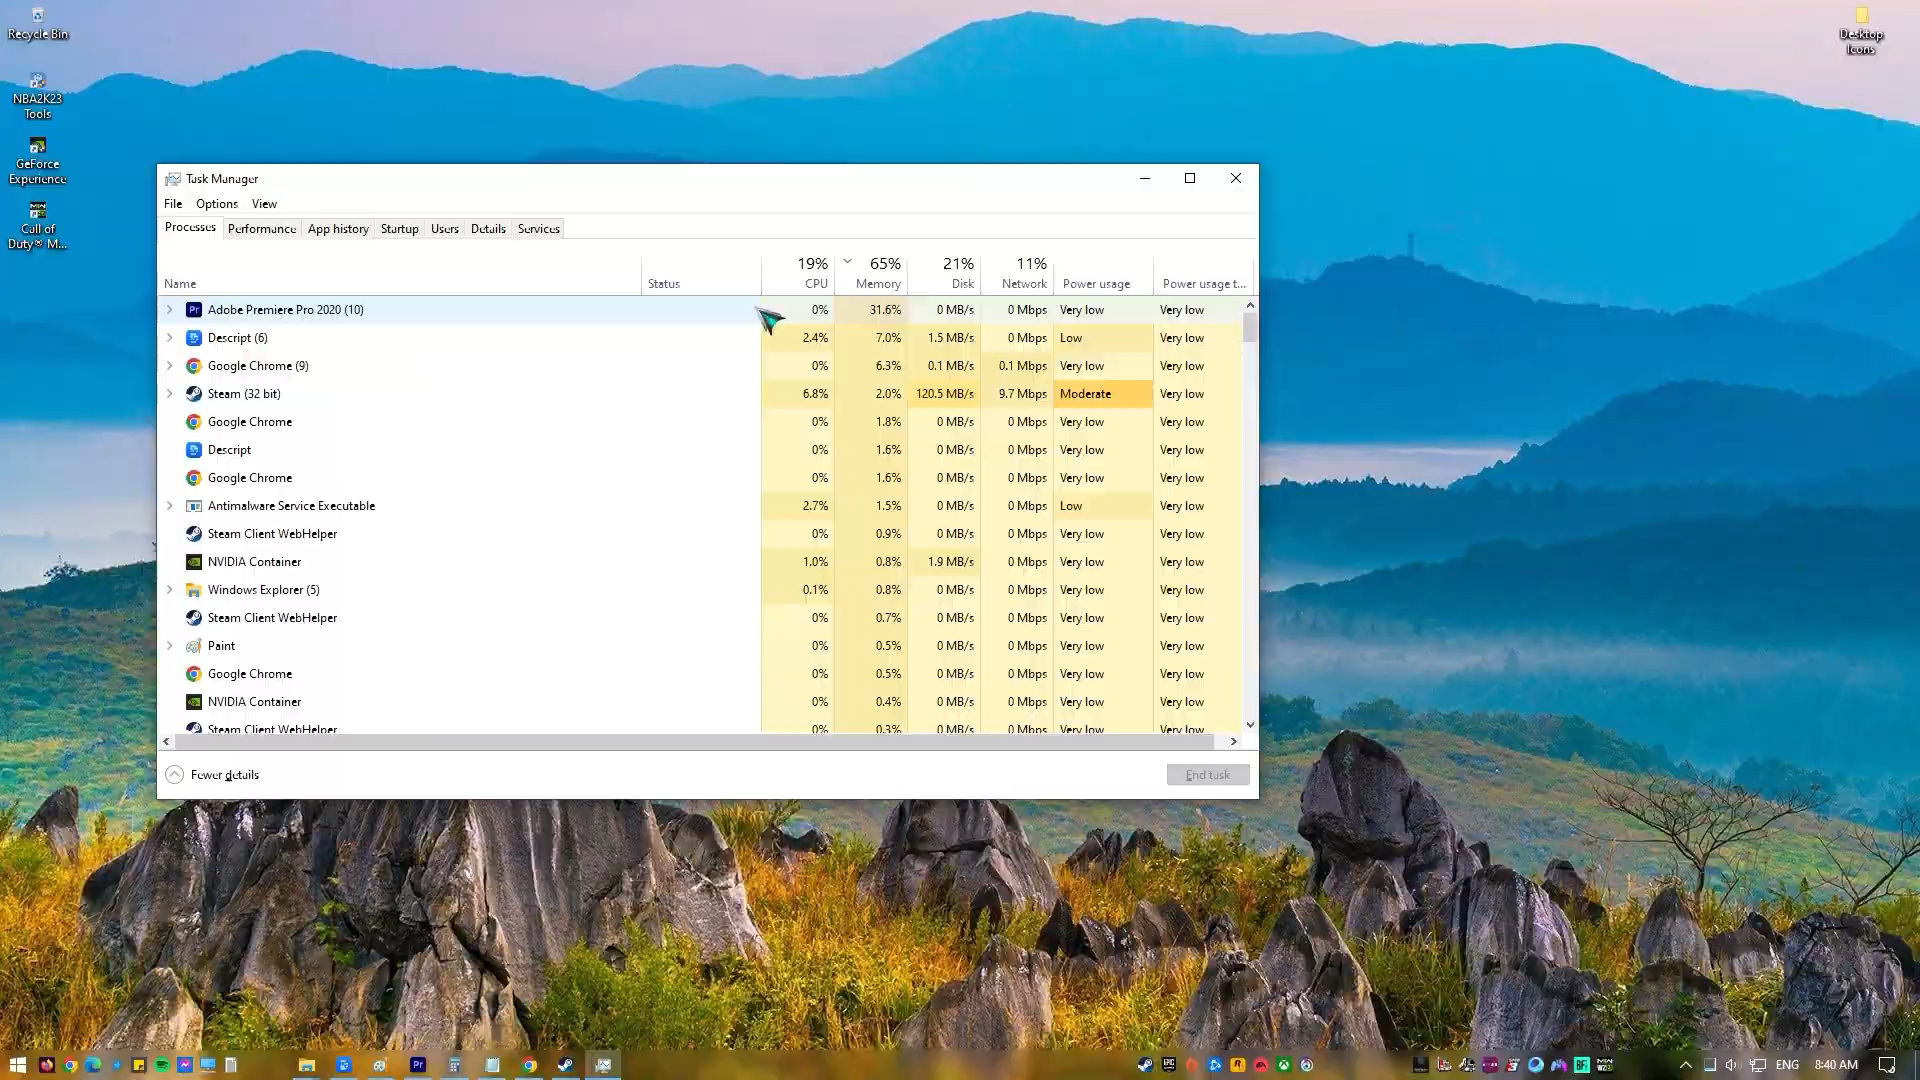 Recycle Bin
NBA2K23
Tools
GeForce
Experience
Call of
Duty® M...
Desktop
Icons
Task Manager
File Options View
Processes Performance App history Startup Users Details Services
19% 65% 21% 11%
Name Status CPU Memory Disk Network Power usage Power usage t...
Adobe Premiere Pro 2020 (10) 0% 31.6% 0 MB/s 0 Mbps Very low Very low
Descript (6) 2.4% 7.0% 1.5 MB/s 0 Mbps Low Very low
Google Chrome (9) 0% 6.3% 0.1 MB/s 0.1 Mbps Very low Very low
Steam (32 bit) 6.8% 2.0% 120.5 MB/s 9.7 Mbps Moderate Very low
Google Chrome 0% 1.8% 0 MB/s 0 Mbps Very low Very low
Descript 0% 1.6% 0 MB/s 0 Mbps Very low Very low
Google Chrome 0% 1.6% 0 MB/s 0 Mbps Very low Very low
Antimalware Service Executable 2.7% 1.5% 0 MB/s 0 Mbps Low Very low
Steam Client WebHelper 0% 0.9% 0 MB/s 0 Mbps Very low Very low
NVIDIA Container 1.0% 0.8% 1.9 MB/s 0 Mbps Very low Very low
Windows Explorer (5) 0.1% 0.8% 0 MB/s 0 Mbps Very low Very low
Steam Client WebHelper 0% 0.7% 0 MB/s 0 Mbps Very low Very low
Paint 0% 0.5% 0 MB/s 0 Mbps Very low Very low
Google Chrome 0% 0.5% 0 MB/s 0 Mbps Very low Very low
NVIDIA Container 0% 0.4% 0 MB/s 0 Mbps Very low Very low
Steam Client WebHelper 0% 0.3% 0 MB/s 0 Mbps Very low Very low
Fewer details End task
ENG 8:40 AM